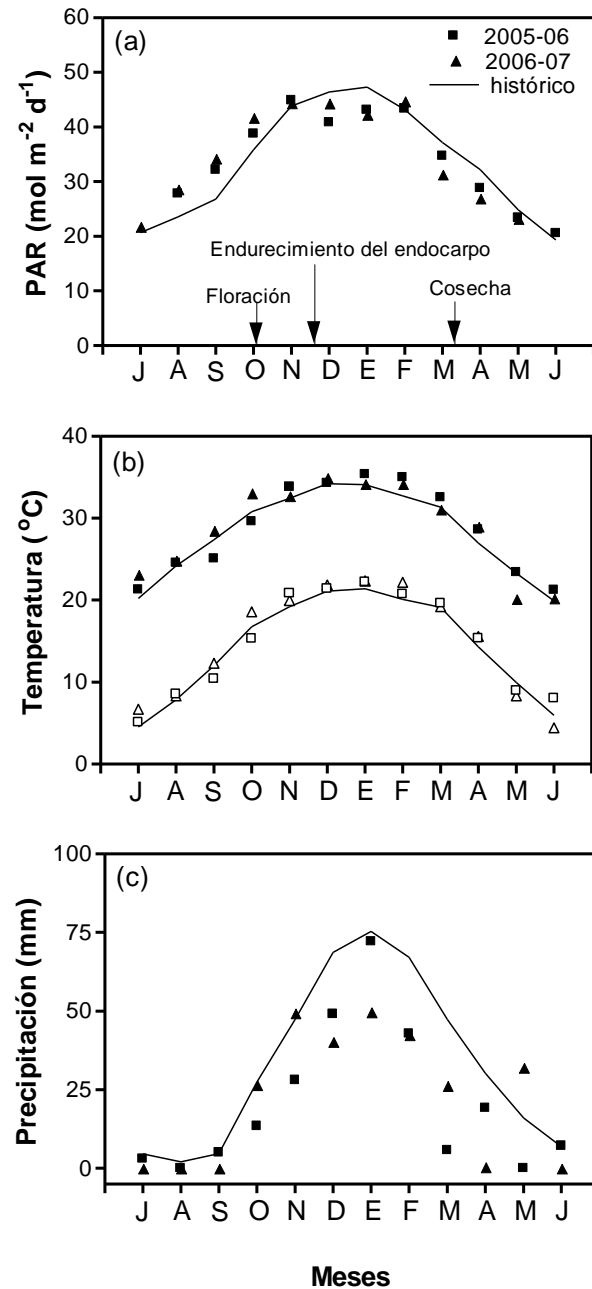 (a)
2005-06
2006-07
histórico
60
50
40
30
20
10
0
PAR (mol m⁻² d⁻¹)
Endurecimiento del endocarpo
Floración
Cosecha
J A S O N D E F M A M J
(b)
40
30
20
10
0
Temperatura (°C)
J A S O N D E F M A M J
(c)
100
75
50
25
0
Precipitación (mm)
J A S O N D E F M A M J
Meses